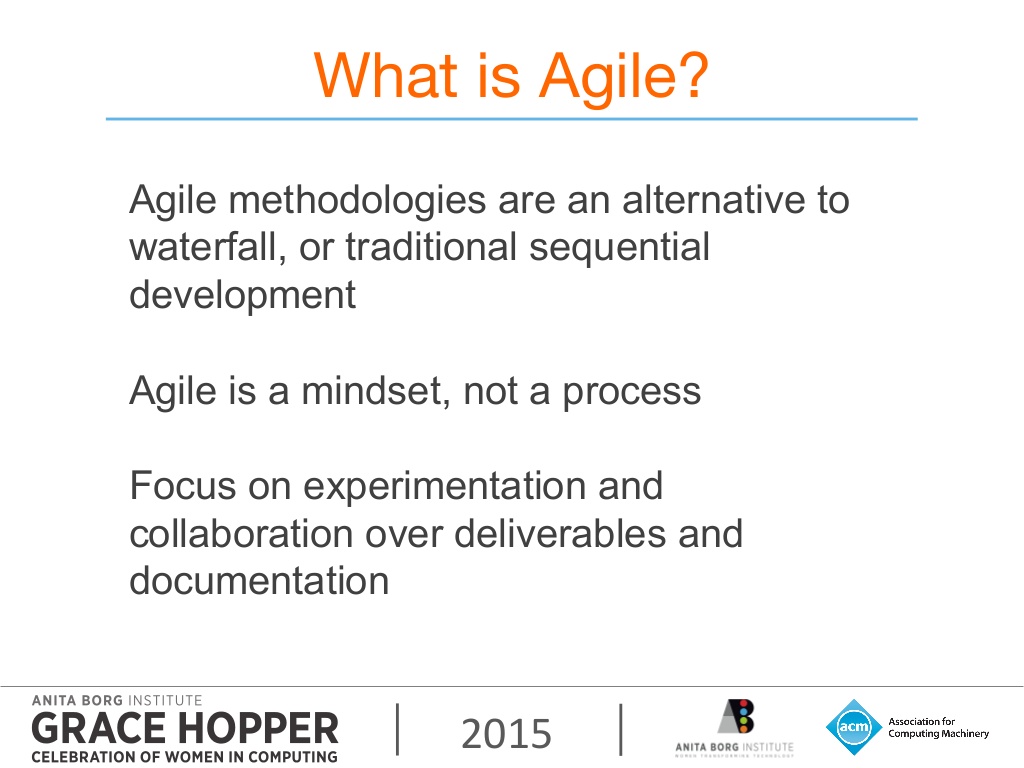 What is Agile?
Agile methodologies are an alternative to
waterfall, or traditional sequential
development
Agile is a mindset, not a process
Focus on experimentation and
collaboration over deliverables and
documentation
ANITA BORG INSTITUTE
GRACE HOPPER
CELEBRATION OF WOMEN IN COMPUTING
2015
ANITA BORG INSTITUTE
WOMEN TRANSFORMING TECHNOLOGY
acm
Association for
Computing Machinery